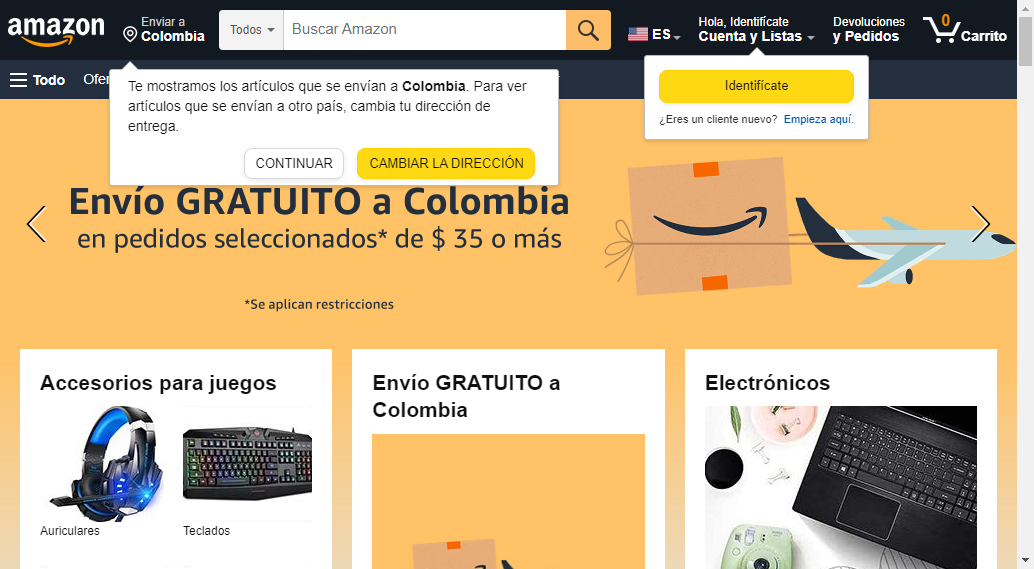 amazon
Enviar a
Colombia
Todos
Buscar Amazon
ES
Hola, Identifícate
Cuenta y Listas
Devoluciones
y Pedidos
0
Carrito
Todo
Te mostramos los artículos que se envían a Colombia. Para ver
artículos que se envían a otro país, cambia tu dirección de
entrega.
CONTINUAR
CAMBIAR LA DIRECCIÓN
Identifícate
¿Eres un cliente nuevo? Empieza aquí.
Envío GRATUITO a Colombia
en pedidos seleccionados* de $ 35 o más
*Se aplican restricciones
Accesorios para juegos
Auriculares
Teclados
Envío GRATUITO a
Colombia
Electrónicos